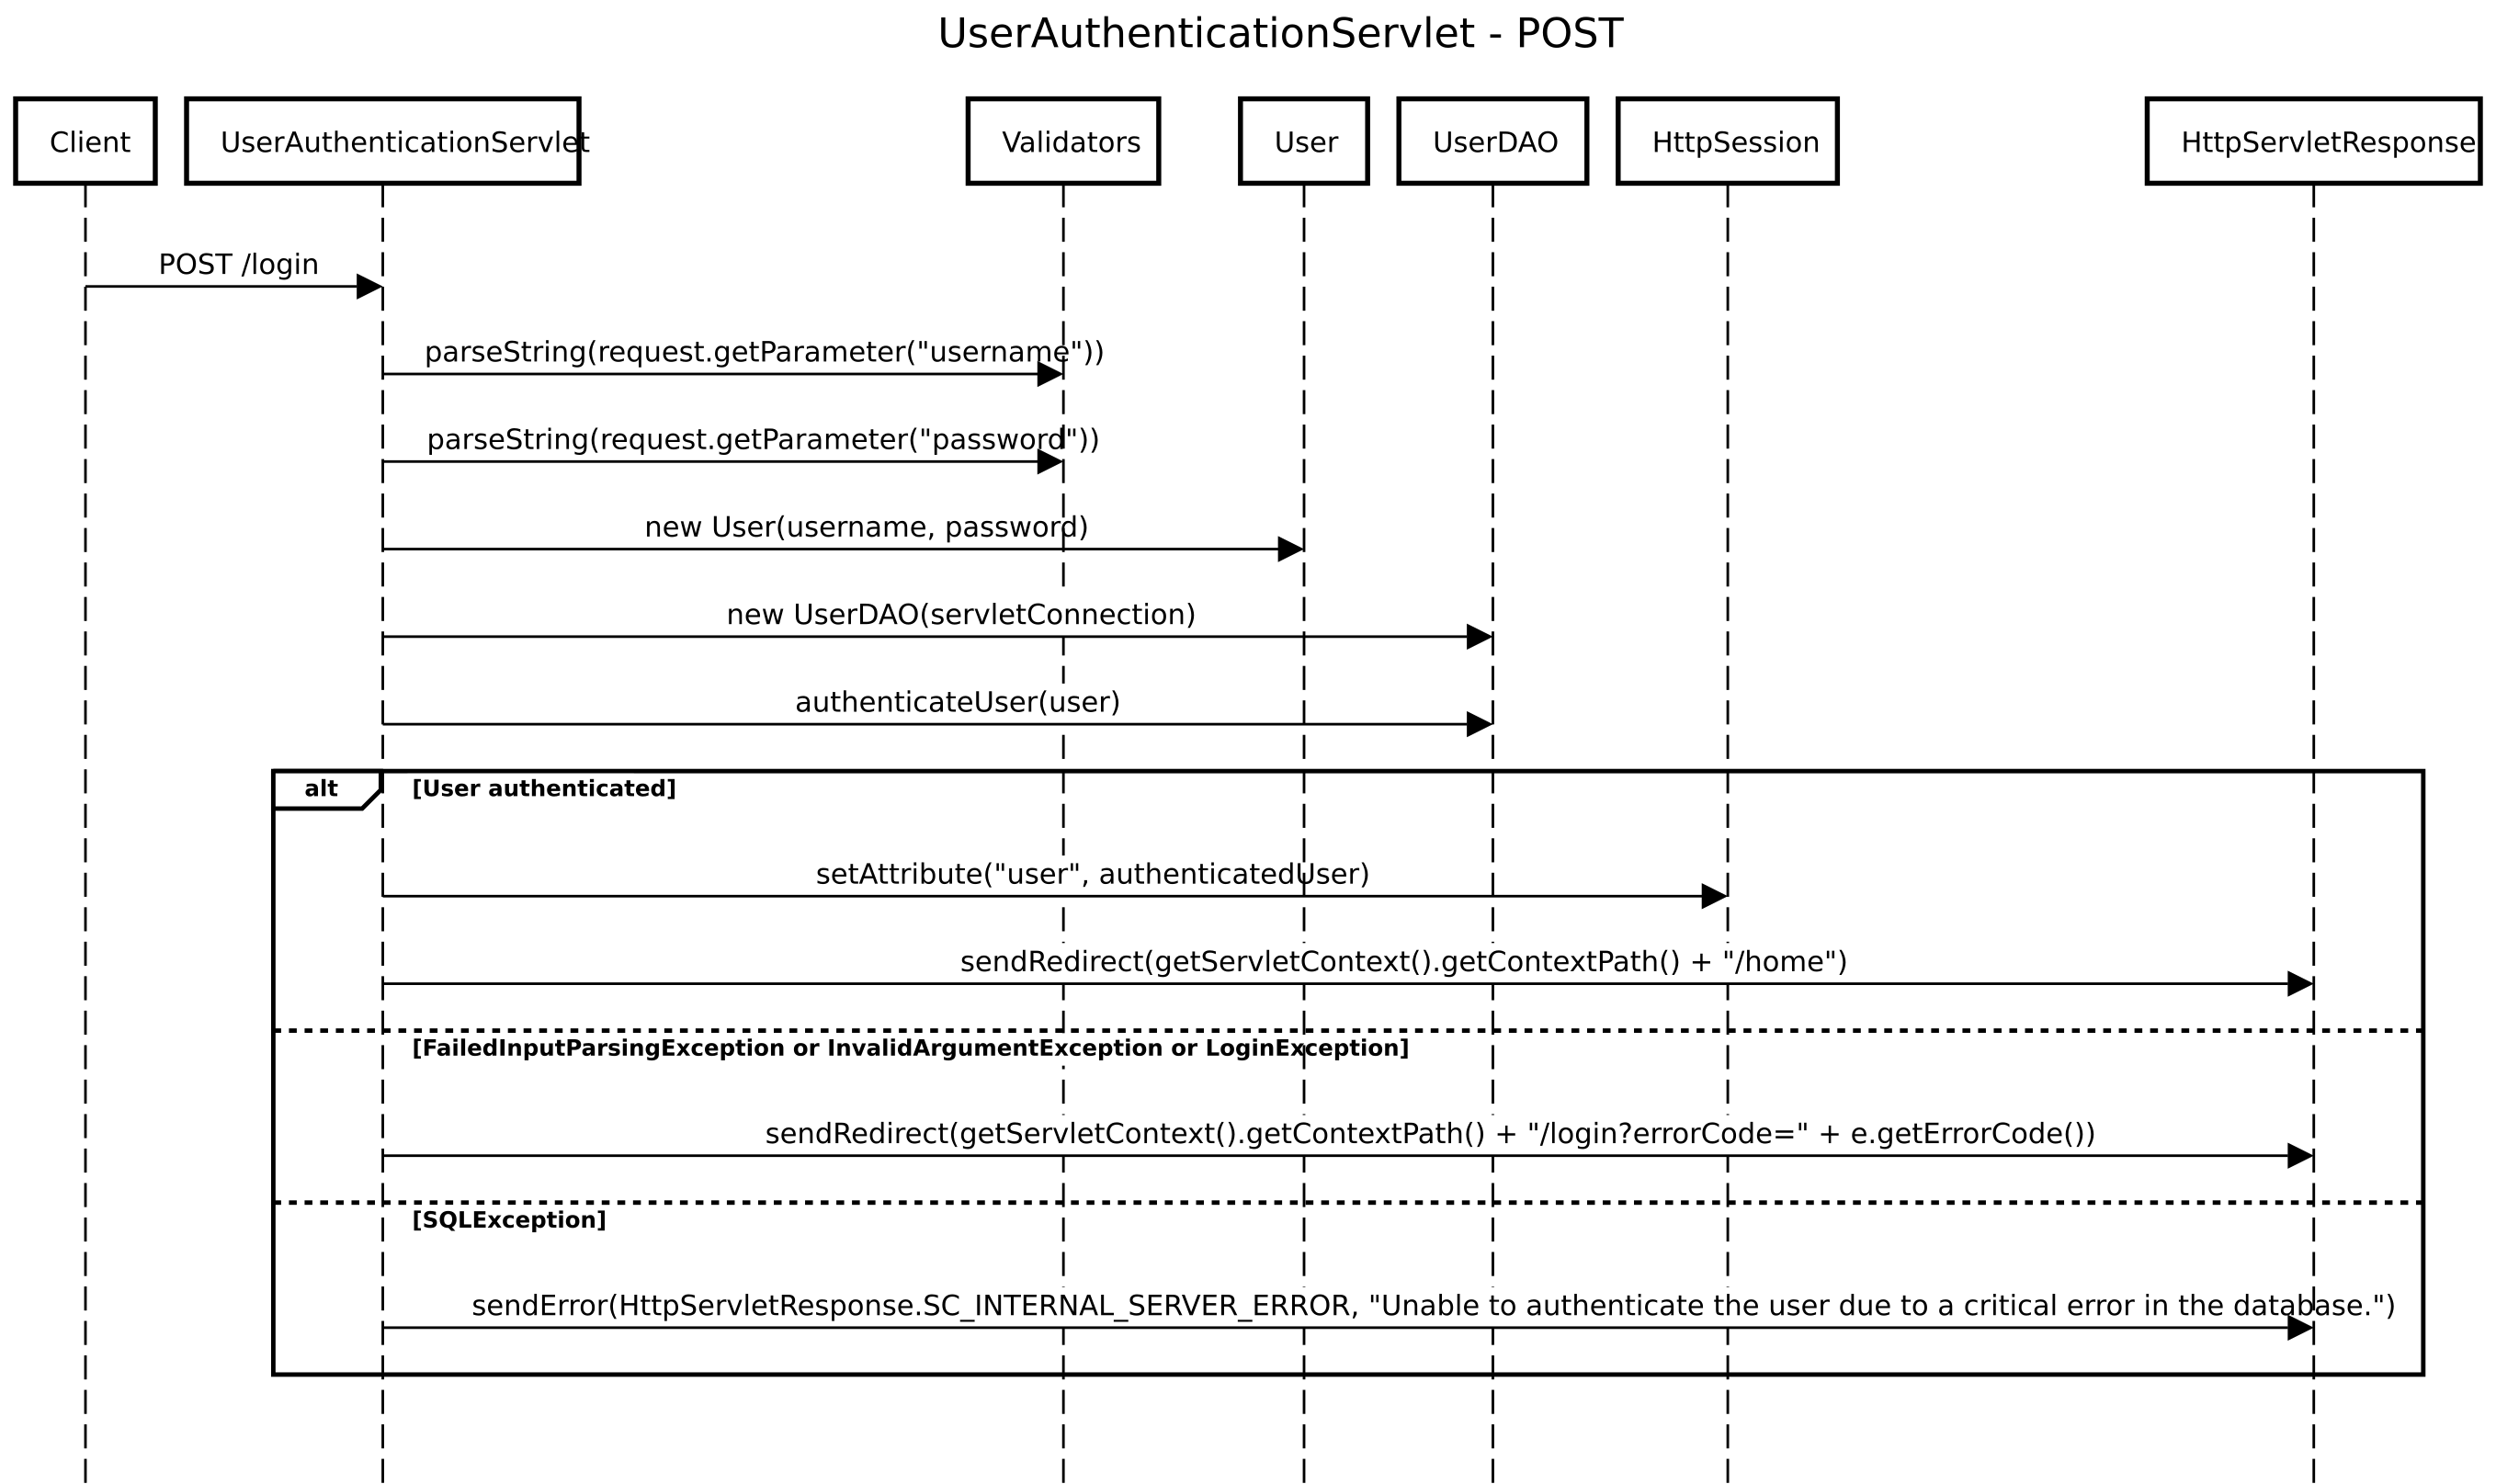 UserAuthenticationServlet - POST
Client
UserAuthenticationServlet
Validators
User
UserDAO
HttpSession
HttpServletResponse
POST /login
parseString(request.getParameter("username"))
parseString(request.getParameter("password"))
new User(username, password)
new UserDAO(servletConnection)
authenticateUser(user)
alt
[User authenticated]
setAttribute("user", authenticatedUser)
sendRedirect(getServletContext().getContextPath() + "/home")
[FailedInputParsingException or InvalidArgumentException or LoginException]
sendRedirect(getServletContext().getContextPath() + "/login?errorCode=" + e.getErrorCode())
[SQLException]
sendError(HttpServletResponse.SC_INTERNAL_SERVER_ERROR, "Unable to authenticate the user due to a critical error in the database.")